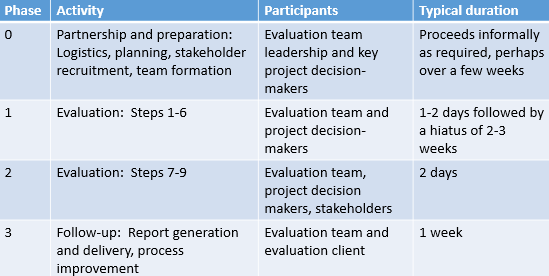 Phase Activity Participants Typical duration
0 Partnership and preparation: Evaluation team Proceeds informally
Logistics, planning, stakeholder leadership and key as required, perhaps
recruitment, team formation project decision- over a few weeks
makers
1 Evaluation: Steps 1-6 Evaluation team and 1-2 days followed by
project decision- a hiatus of 2-3
makers weeks
2 Evaluation: Steps 7-9 Evaluation team, 2 days
project decision
makers, stakeholders
3 Follow-up: Report generation Evaluation team and 1 week
and delivery, process evaluation client
improvement